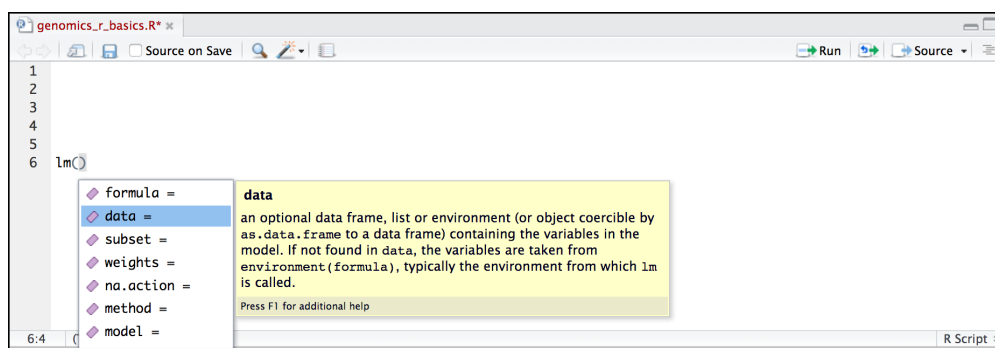 genomics_r_basics.R*
Source on Save
Run
Source
1
2
3
4
5
6 lm()
formula =
data =
subset =
weights =
na.action =
method =
model =
data
an optional data frame, list or environment (or object coercible by
as.data.frame to a data frame) containing the variables in the
model. If not found in data, the variables are taken from
environment(formula), typically the environment from which lm
is called.
Press F1 for additional help
6:4
R Script